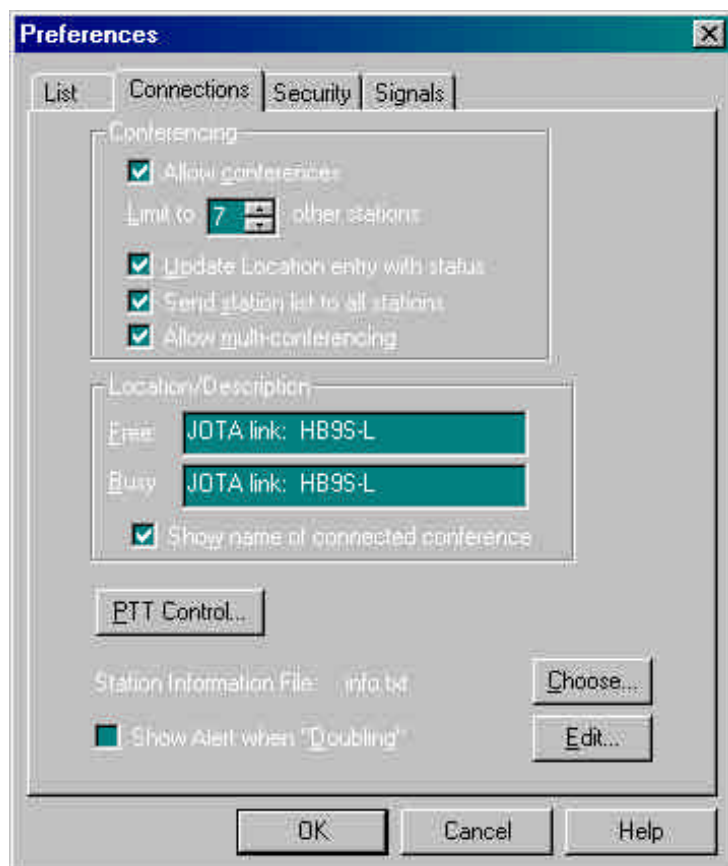 Preferences
List Connections Security Signals
Conferencing
Allow conferences
Limit to 7 other stations
Update Location entry with status
Send station list to all stations
Allow multi-conferencing
Location/Description
Free: JOTA link: HB9S-L
Busy JOTA link: HB9S-L
Show name of connected conference
PTT Control...
Station Information File: info.txt Choose...
Show Alert when "Doubling" Edit...
OK Cancel Help